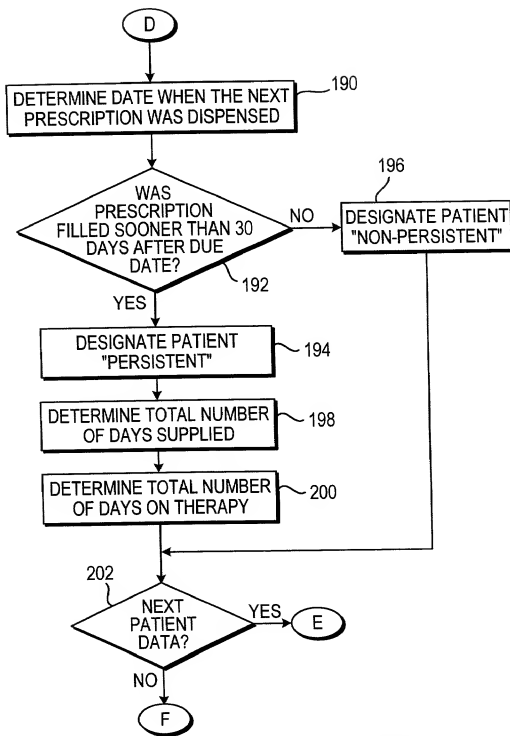 D
190
DETERMINE DATE WHEN THE NEXT
PRESCRIPTION WAS DISPENSED
WAS
PRESCRIPTION
FILLED SOONER THAN 30
DAYS AFTER DUE
DATE?
192
NO
196
DESIGNATE PATIENT
"NON-PERSISTENT"
YES
DESIGNATE PATIENT
"PERSISTENT"
194
DETERMINE TOTAL NUMBER
OF DAYS SUPPLIED
198
DETERMINE TOTAL NUMBER
OF DAYS ON THERAPY
200
202
NEXT
PATIENT
DATA?
YES
E
NO
F